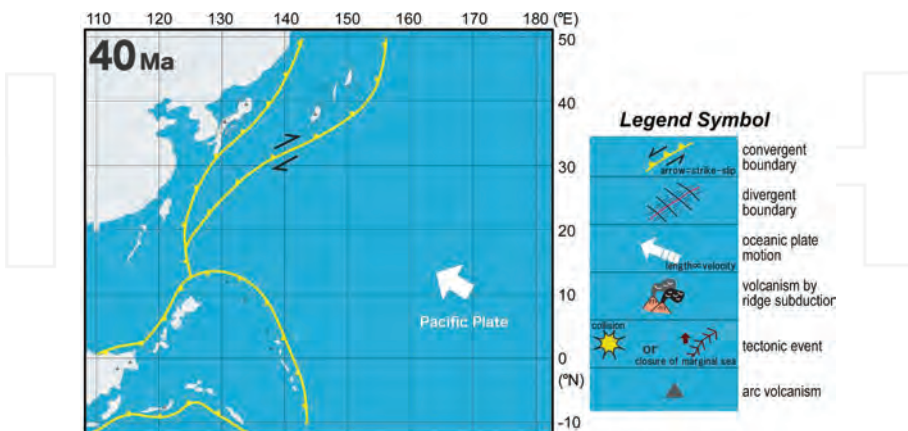 110 120 130 140 150 160 170 180 (°E)
40 Ma
50
40
30
20
10
0
(°N)
-10
Pacific Plate
Legend Symbol
convergent
boundary
arrow=strike-slip
divergent
boundary
oceanic plate
motion
length∞velocity
volcanism by
ridge subduction
collision
or
closure of marginal sea
tectonic event
arc volcanism